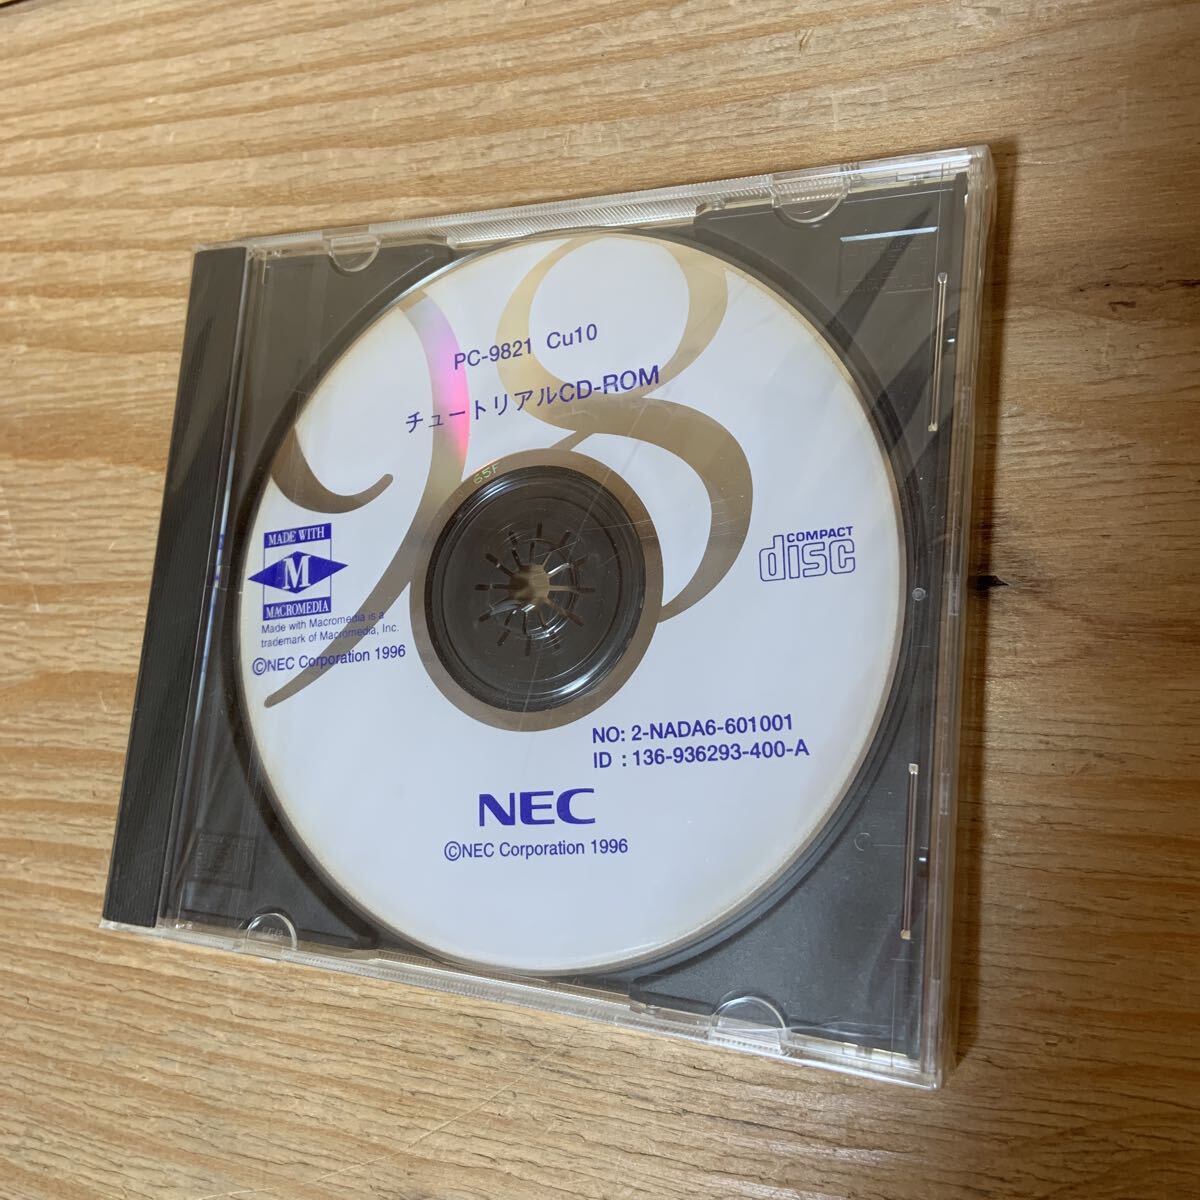 98
PC-9821 Cu10
チュートリアルCD-ROM
65F
MADE WITH
M
MACROMEDIA
Made with Macromedia is a
trademark of Macromedia, Inc.
©NEC Corporation 1996
COMPACT
disc
NO: 2-NADA6-601001
ID : 136-936293-400-A
NEC
©NEC Corporation 1996